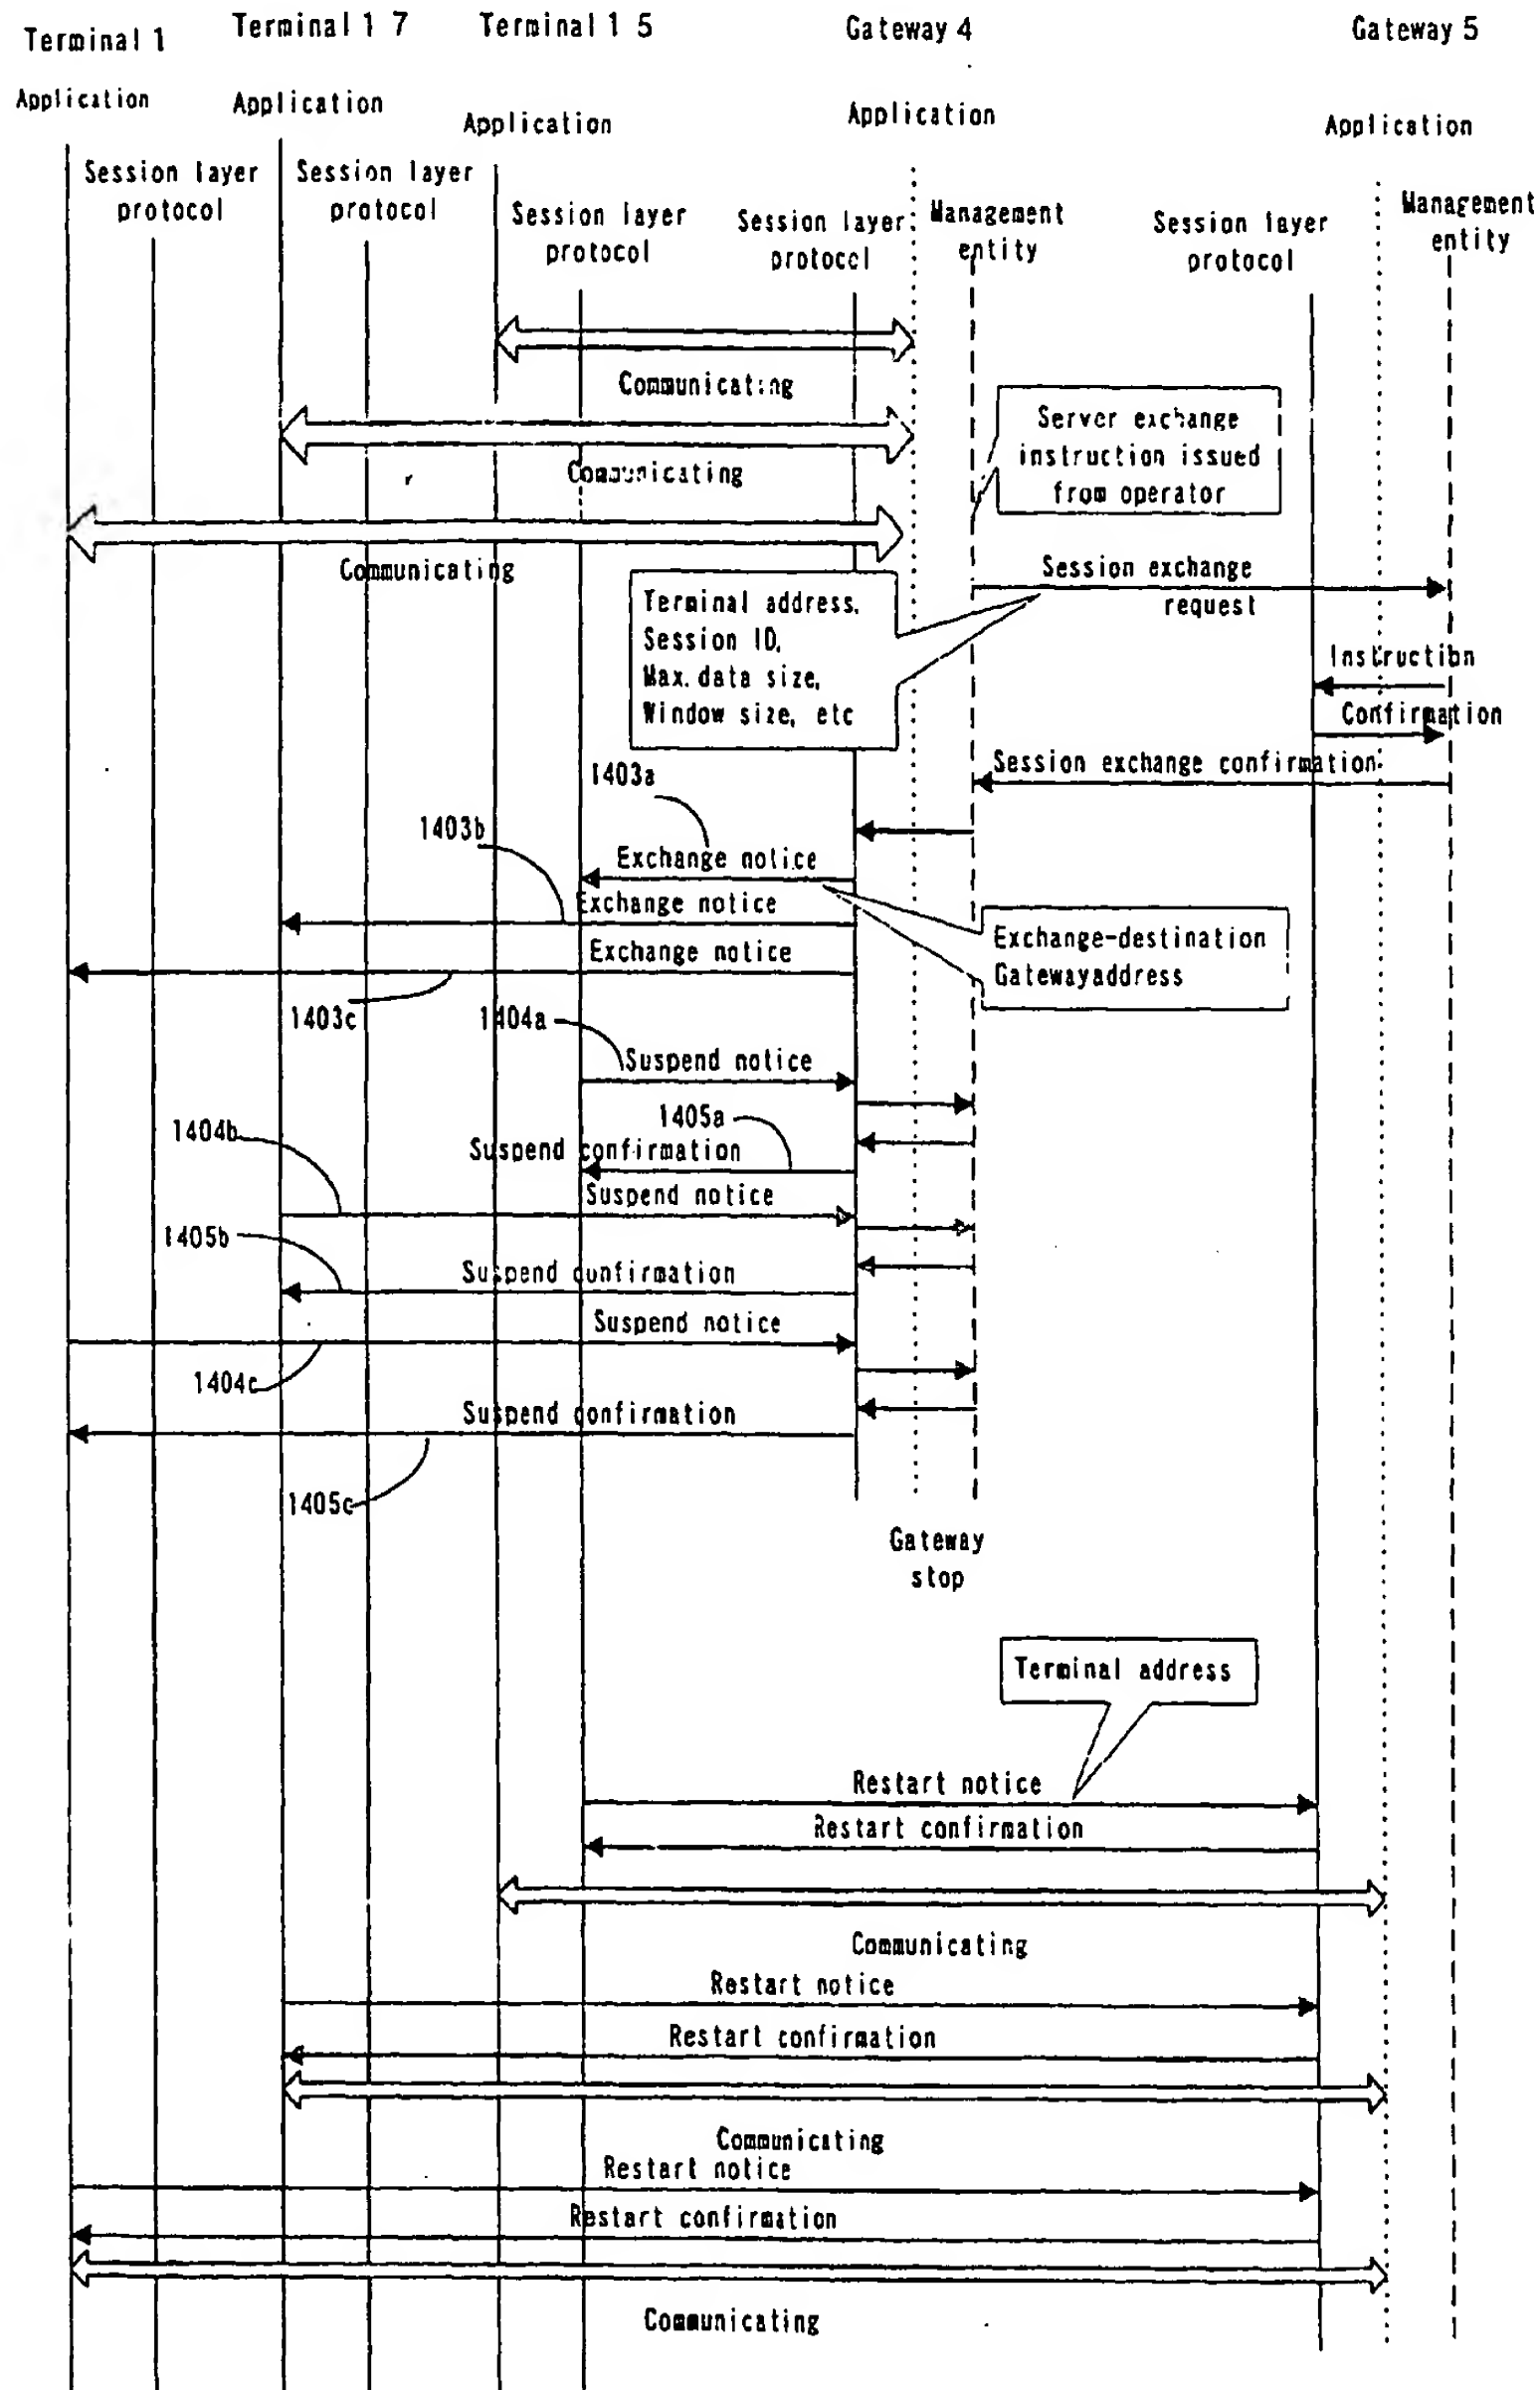 Terminal 1
Terminal 1 7
Terminal 1 5
Gateway 4
Gateway 5
Application
Application
Application
Application
Application
Session layer
protocol
Session layer
protocol
Session layer
protocol
Session layer
protocol
Management
entity
Session layer
protocol
Management
entity
Communicating
Server exchange
instruction issued
from operator
Communicating
Communicating
Session exchange
request
Terminal address,
Session ID,
Max. data size,
Window size, etc
Instruction
Confirmation
Session exchange confirmation
1403a
1403b
Exchange notice
Exchange notice
Exchange-destination
Gatewayaddress
Exchange notice
1403c
1404a
Suspend notice
1405a
1404b
Suspend confirmation
Suspend notice
1405b
Suspend confirmation
Suspend notice
1404c
Suspend confirmation
1405c
Gateway
stop
Terminal address
Restart notice
Restart confirmation
Communicating
Restart notice
Restart confirmation
Communicating
Restart notice
Restart confirmation
Communicating